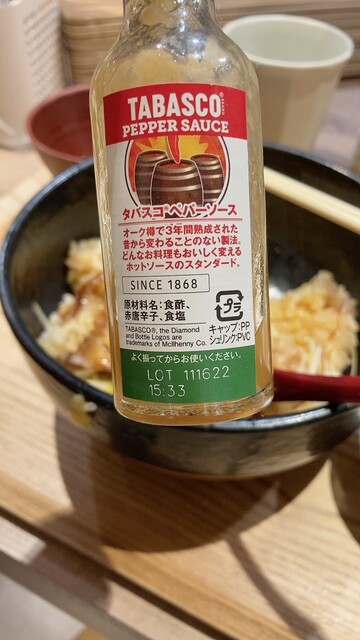 TABASCO®
PEPPER SAUCE
タバスコ®ペパーソース
オーク樽で3年間熟成された
昔から変わることのない製法。
どんなお料理もおいしく変える
ホットソースのスタンダード。
SINCE 1868
原材料名:食酢、
赤唐辛子、食塩
プラ
キャップ:PP
シュリンク:PVC
TABASCO®, the Diamond
and Bottle Logos are
trademarks of McIlhenny Co.
よく振ってからお使いください。
LOT 111622
15:33